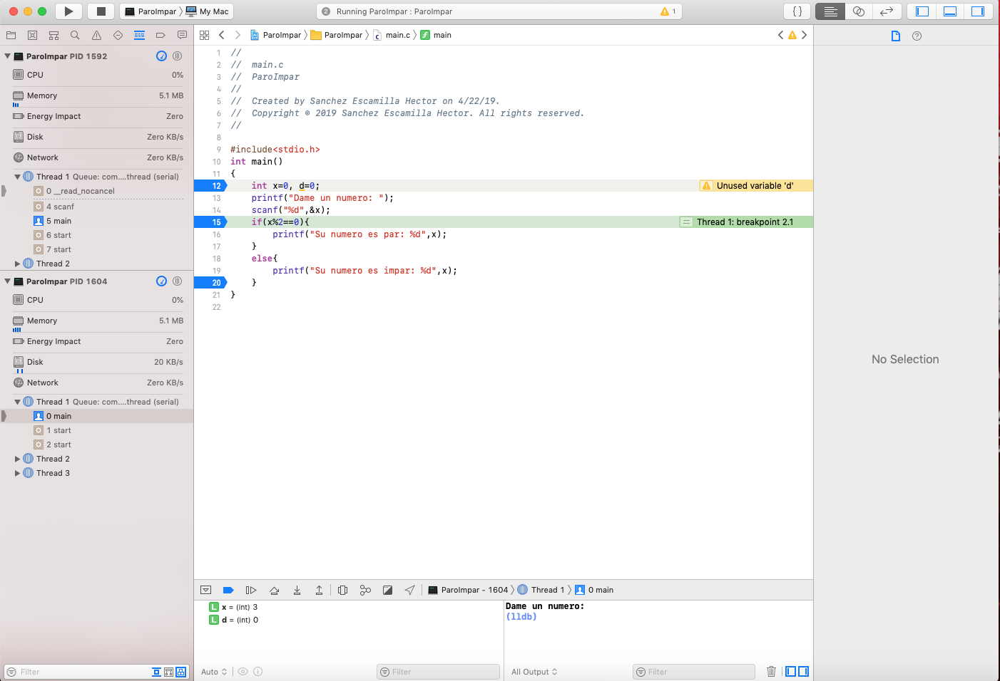 ParoImpar My Mac
2 Running ParoImpar : ParoImpar 1
{ }
ParoImpar ParoImpar main.c main
ParoImpar PID 1592
CPU 0%
Memory 5.1 MB
Energy Impact Zero
Disk Zero KB/s
Network Zero KB/s
Thread 1 Queue: com....thread (serial)
0 __read_nocancel
4 scanf
5 main
6 start
7 start
Thread 2
ParoImpar PID 1604
CPU 0%
Memory 5.1 MB
Energy Impact Zero
Disk 20 KB/s
Network Zero KB/s
Thread 1 Queue: com....thread (serial)
0 main
1 start
2 start
Thread 2
Thread 3
Filter
1 //
2 //  main.c
3 //  ParoImpar
4 //
5 //  Created by Sanchez Escamilla Hector on 4/22/19.
6 //  Copyright © 2019 Sanchez Escamilla Hector. All rights reserved.
7 //
8
9 #include<stdio.h>
10 int main()
11 {
12 int x=0, d=0; Unused variable 'd'
13 printf("Dame un numero: ");
14 scanf("%d",&x);
15 if(x%2==0){ Thread 1: breakpoint 2.1
16 printf("Su numero es par: %d",x);
17 }
18 else{
19 printf("Su numero es impar: %d",x);
20 }
21 }
22
No Selection
ParoImpar - 1604 Thread 1 0 main
L x = (int) 3
L d = (int) 0
Auto Filter
Dame un numero:
(lldb)
All Output Filter